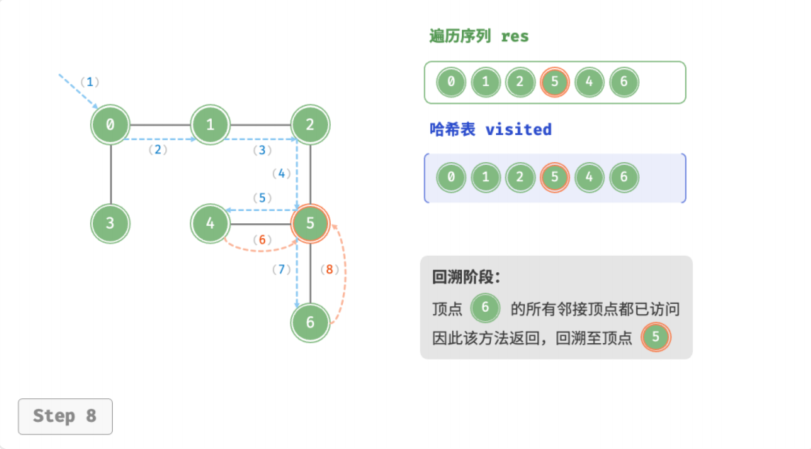 遍历序列 res
0 1 2 5 4 6
哈希表 visited
0 1 2 5 4 6
(1)
0 1 2
(2) (3)
(4)
(5)
3 4 5
(6)
(7) (8)
6
回溯阶段：
顶点 6 的所有邻接顶点都已访问
因此该方法返回，回溯至顶点 5
Step 8